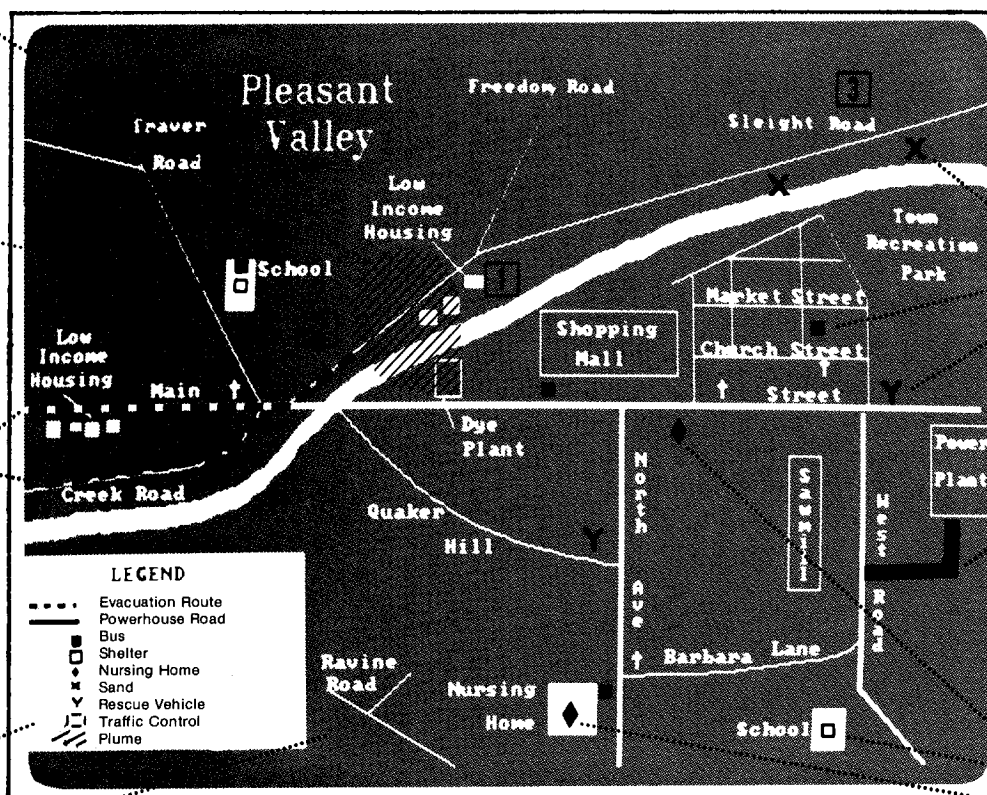 Pleasant
Valley
Traver
Road
Freedom Road
J
Sleight Road
Low
Income
Housing
Town
Recreation
Park
School
T
Market Street
Shopping
Mall
Church Street
Low
Income
Housing
Main
Street
Dye
Plant
Power
Plant
Creek Road
Quaker
Hill
North Ave
Sawmill
West Road
Barbara Lane
Ravine
Road
Nursing
Home
School
LEGEND
Evacuation Route
Powerhouse Road
Bus
Shelter
Nursing Home
Sand
Rescue Vehicle
Traffic Control
Plume